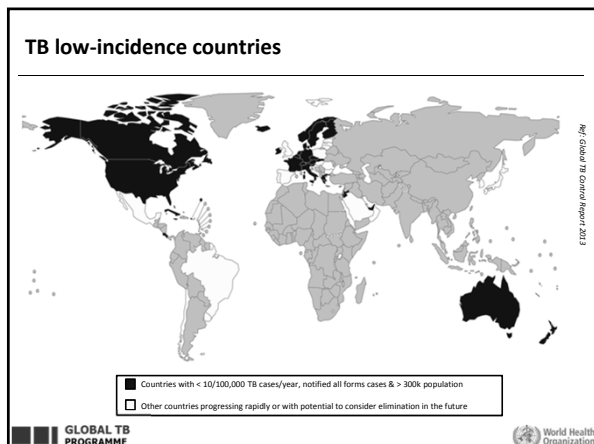 TB low-incidence countries
Ref: Global TB Control Report 2013
Countries with < 10/100,000 TB cases/year, notified all forms cases & > 300k population
Other countries progressing rapidly or with potential to consider elimination in the future
GLOBAL TB
PROGRAMME
World Health
Organization